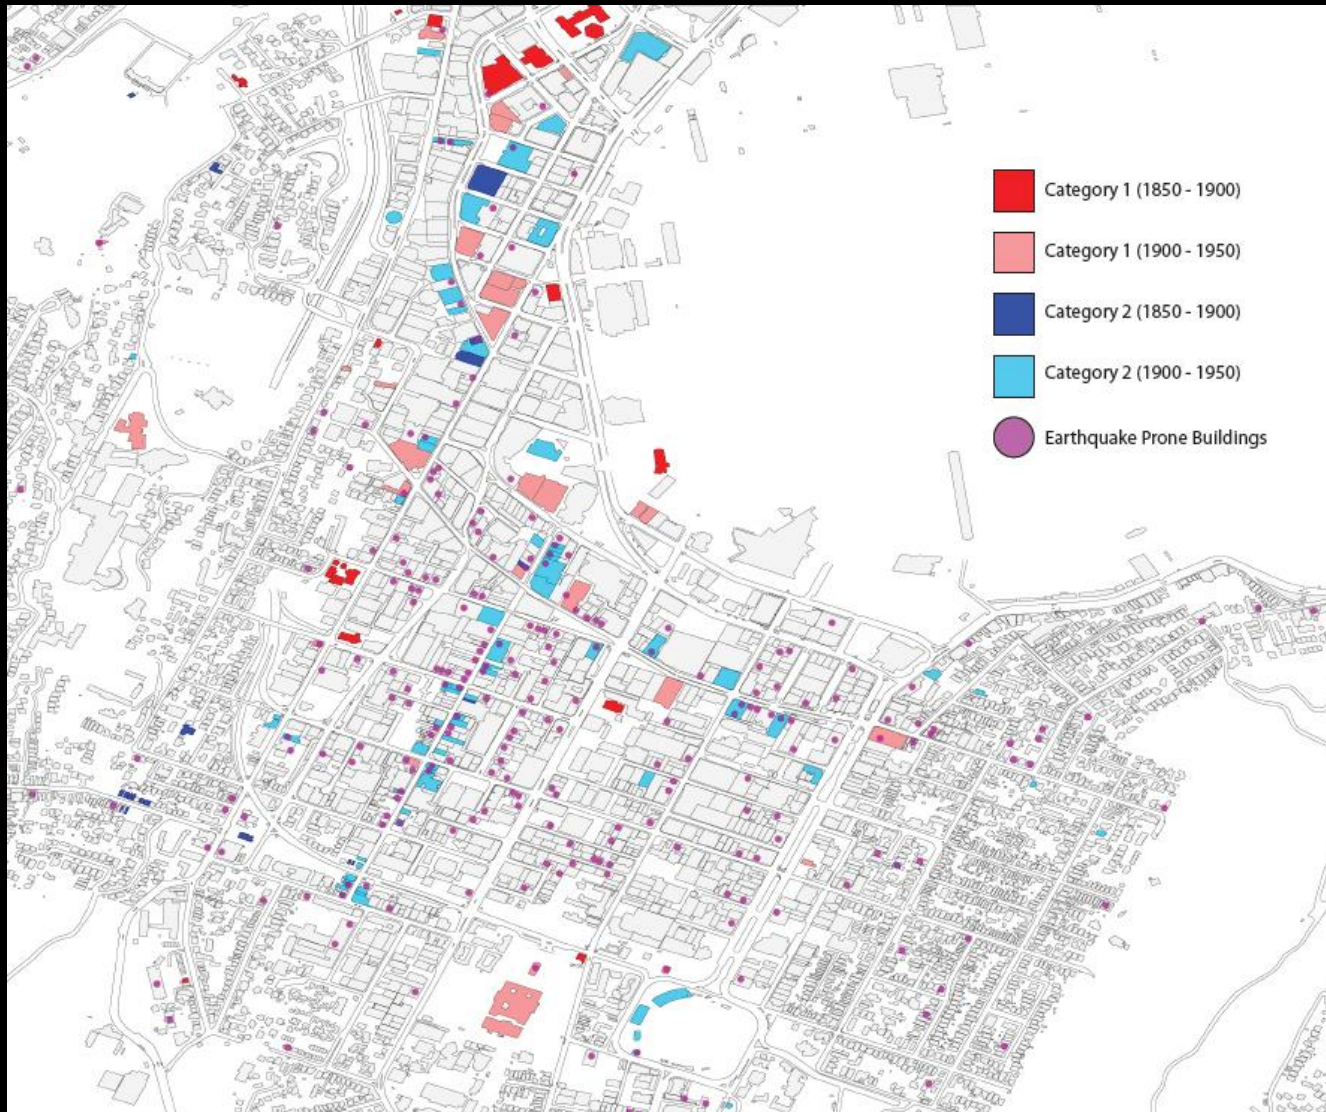 Category 1 (1850 - 1900)
Category 1 (1900 - 1950)
Category 2 (1850 - 1900)
Category 2 (1900 - 1950)
Earthquake Prone Buildings